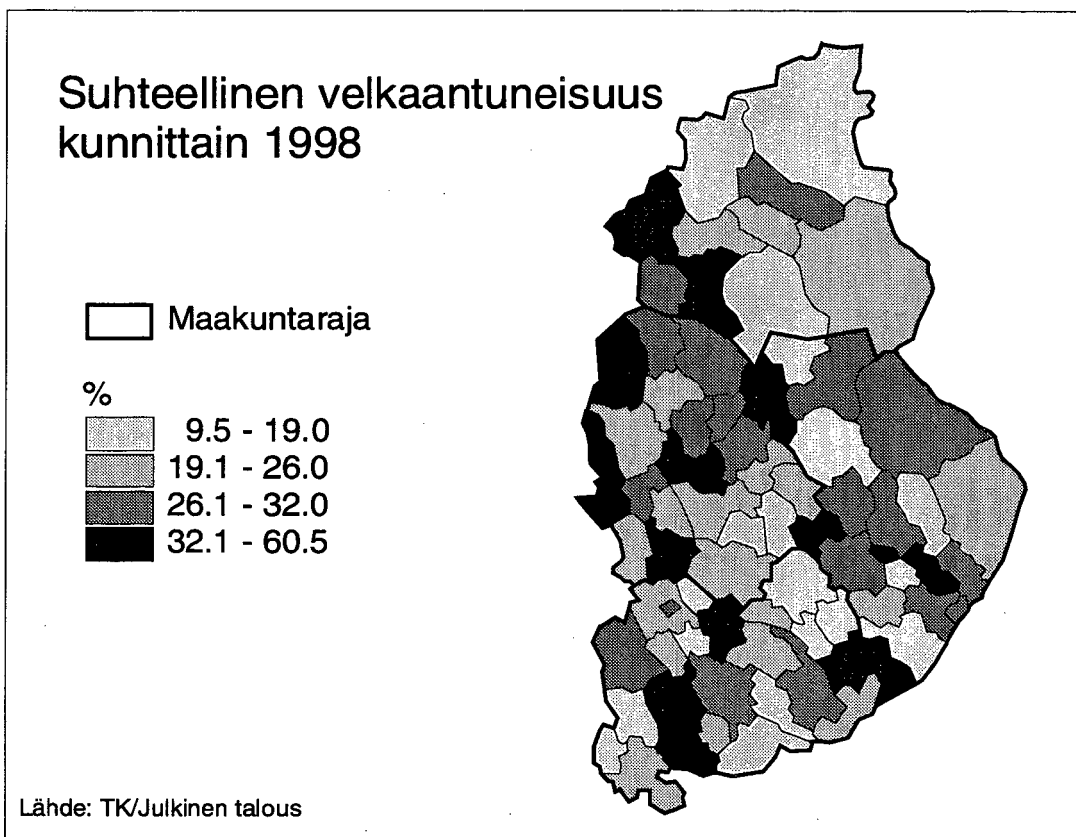 Suhteellinen velkaantuneisuus
kunnittain 1998
Maakuntaraja
%
9.5 - 19.0
19.1 - 26.0
26.1 - 32.0
32.1 - 60.5
Lähde: TK/Julkinen talous